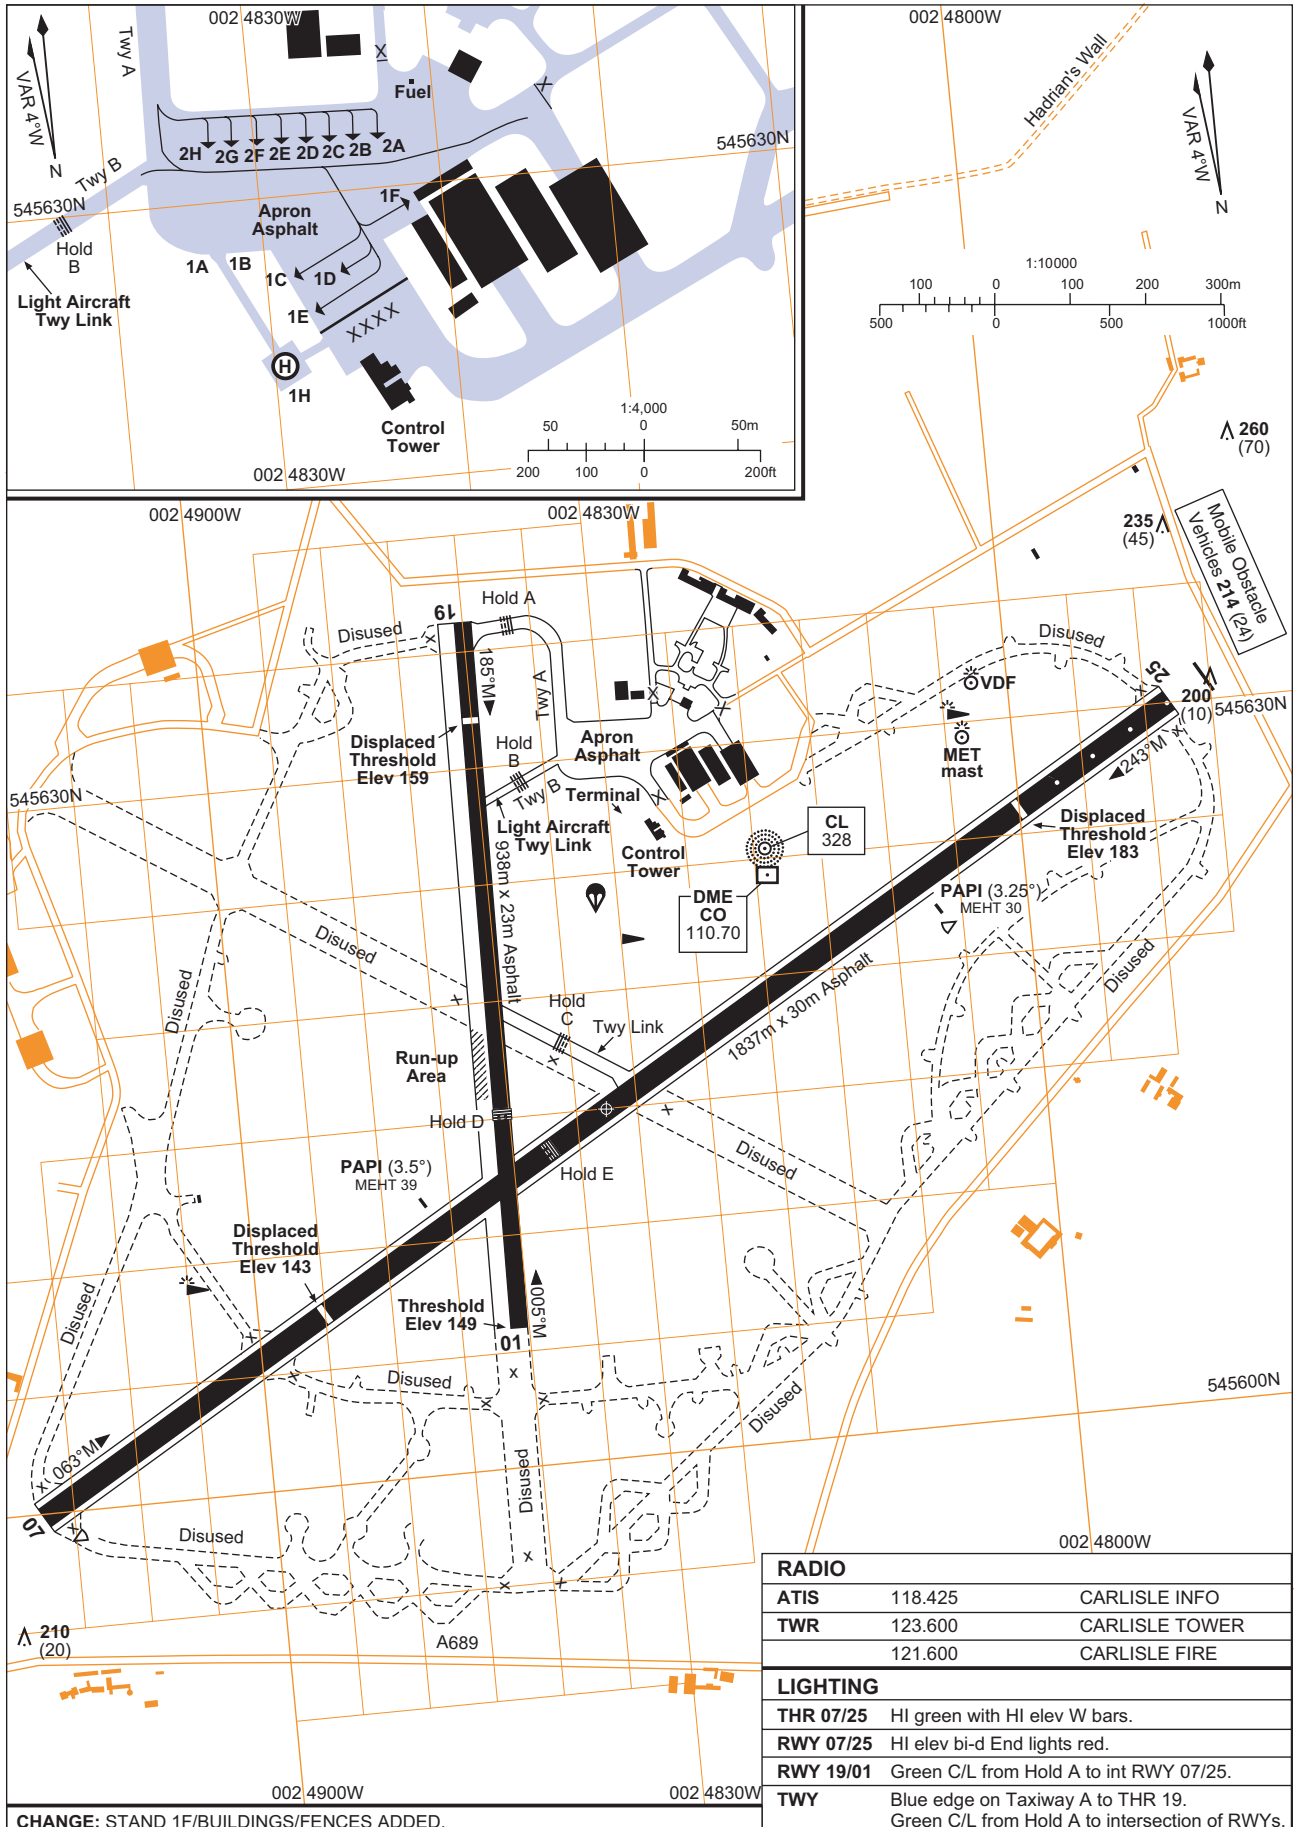 002 4830W
Twy A
VAR 4°W
N
X
Fuel
X
545630N
2H
2G
2F
2E
2D
2C
2B
2A
Twy B
545630N
Hold
B
Apron
Asphalt
1F
1A
1B
1C
1D
1E
XXXX
Light Aircraft
Twy Link
H
1H
Control
Tower
1:4,000
50 0 50m
200 100 0 200ft
002 4830W
002 4800W
Hadrian's Wall
VAR 4°W
N
1:10000
100 0 100 200 300m
500 0 500 1000ft
260
(70)
235
(45)
Mobile Obstacle
Vehicles 214 (24)
002 4900W
002 4830W
19
Hold A
Disused
X
185°M
Twy A
Displaced
Threshold
Elev 159
Hold
B
Twy B
Apron
Asphalt
X
X
X
Terminal
Light Aircraft
Twy Link
Control
Tower
545630N
VDF
MET
mast
Disused
25
X
X
200
(10)
545630N
243°M
CL
328
DME
CO
110.70
Displaced
Threshold
Elev 183
PAPI (3.25°)
MEHT 30
938m x 23m Asphalt
Disused
Disused
X
Hold
C
Twy Link
X
1837m x 30m Asphalt
Disused
Run-up
Area
Hold D
X
Hold E
Disused
PAPI (3.5°)
MEHT 39
Displaced
Threshold
Elev 143
Disused
Threshold
Elev 149
01
005°M
X
X
Disused
X
X
X
Disused
545600N
063°M
X
07
X
Disused
Disused
X
X
X
002 4800W
210
(20)
A689
002 4900W
002 4830W
RADIO
ATIS 118.425 CARLISLE INFO
TWR 123.600 CARLISLE TOWER
121.600 CARLISLE FIRE
LIGHTING
THR 07/25 HI green with HI elev W bars.
RWY 07/25 HI elev bi-d End lights red.
RWY 19/01 Green C/L from Hold A to int RWY 07/25.
TWY Blue edge on Taxiway A to THR 19.
Green C/L from Hold A to intersection of RWYs.
CHANGE: STAND 1F/BUILDINGS/FENCES ADDED.